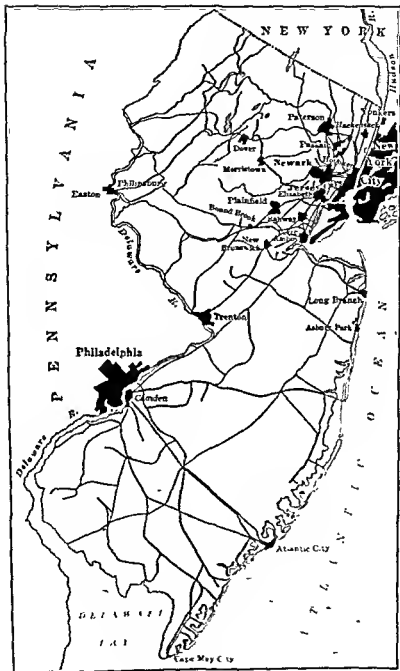 NEW YORK
R.
Hudson
PENNSYLVANIA
Yonkers
Paterson
Hackensack
Passaic
Dover
Morristown
Newark
New
York
City
Phillipsburg
Easton
Elizabeth
Plainfield
Bound Brook
Rahway
New
Brunswick
Amboy
Delaware
R.
Long Branch
Asbury Park
Trenton
Philadelphia
Camden
Delaware
R.
ATLANTIC OCEAN
Atlantic City
DELAWARE
BAY
Cape May City